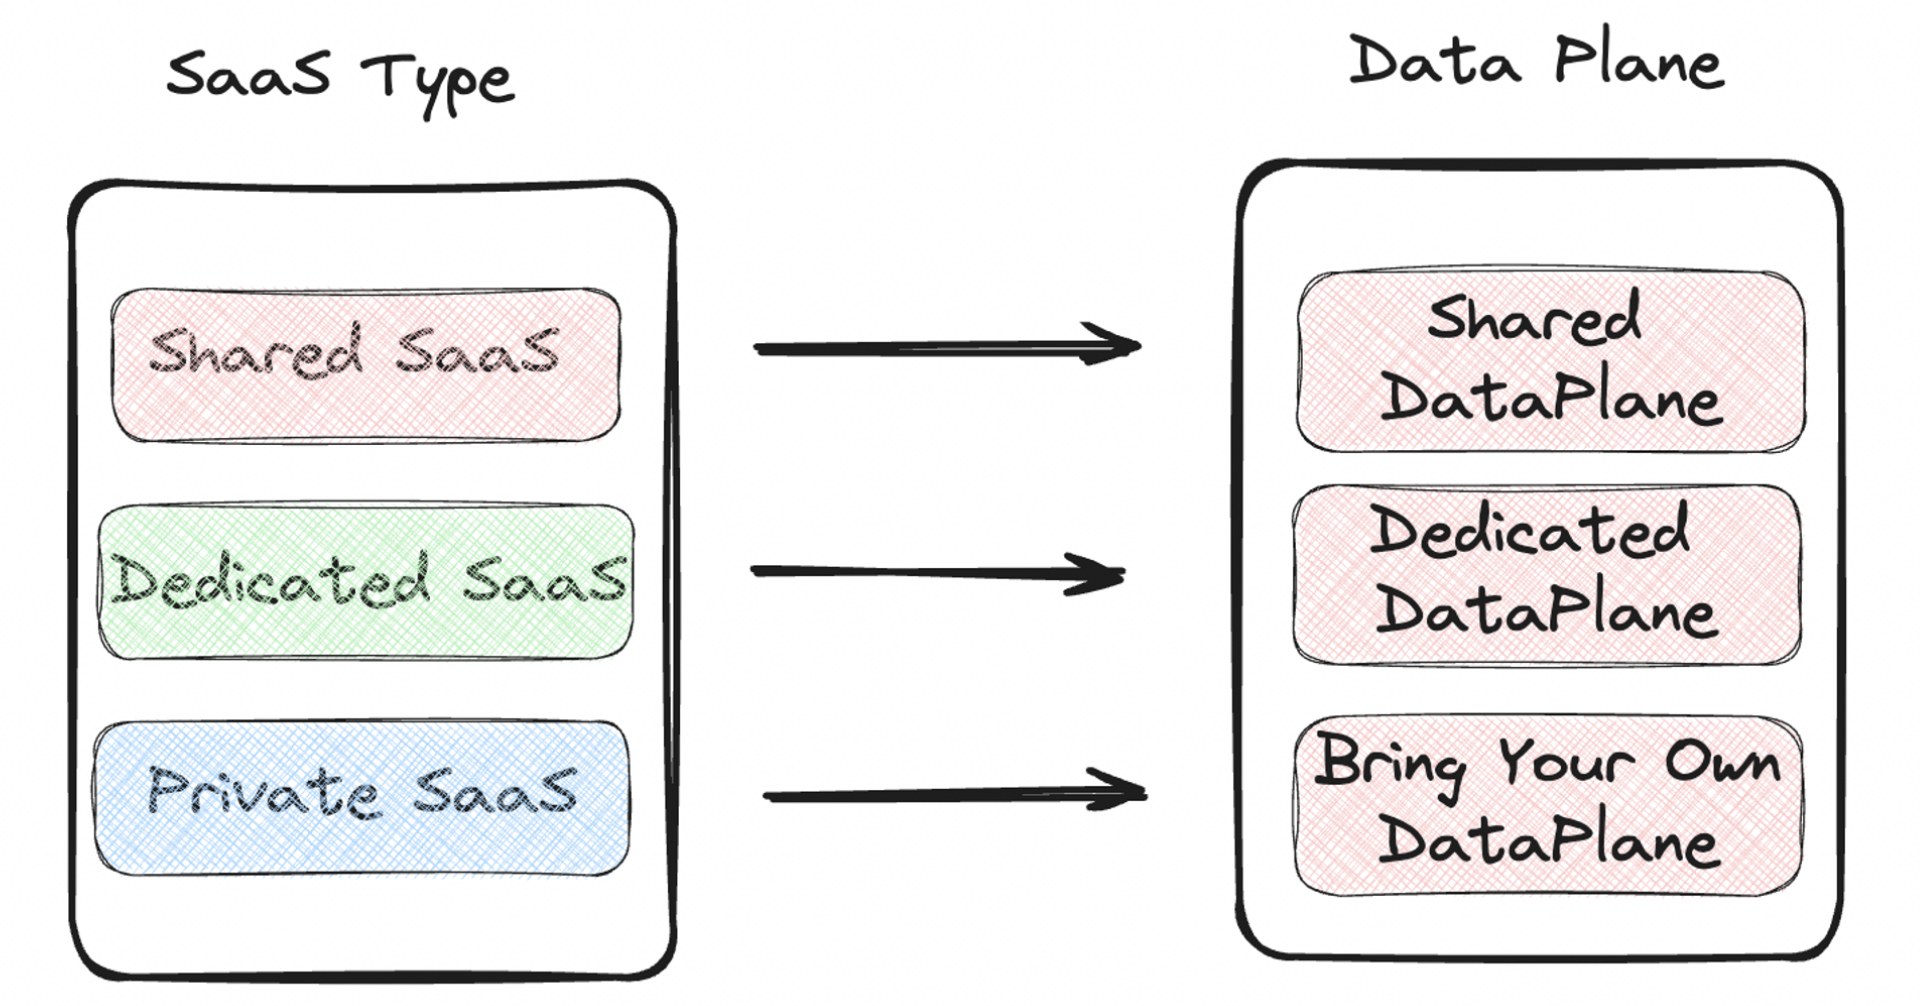 SaaS Type
Data Plane
Shared SaaS
Shared
DataPlane
Dedicated SaaS
Dedicated
DataPlane
Private SaaS
Bring Your Own
DataPlane